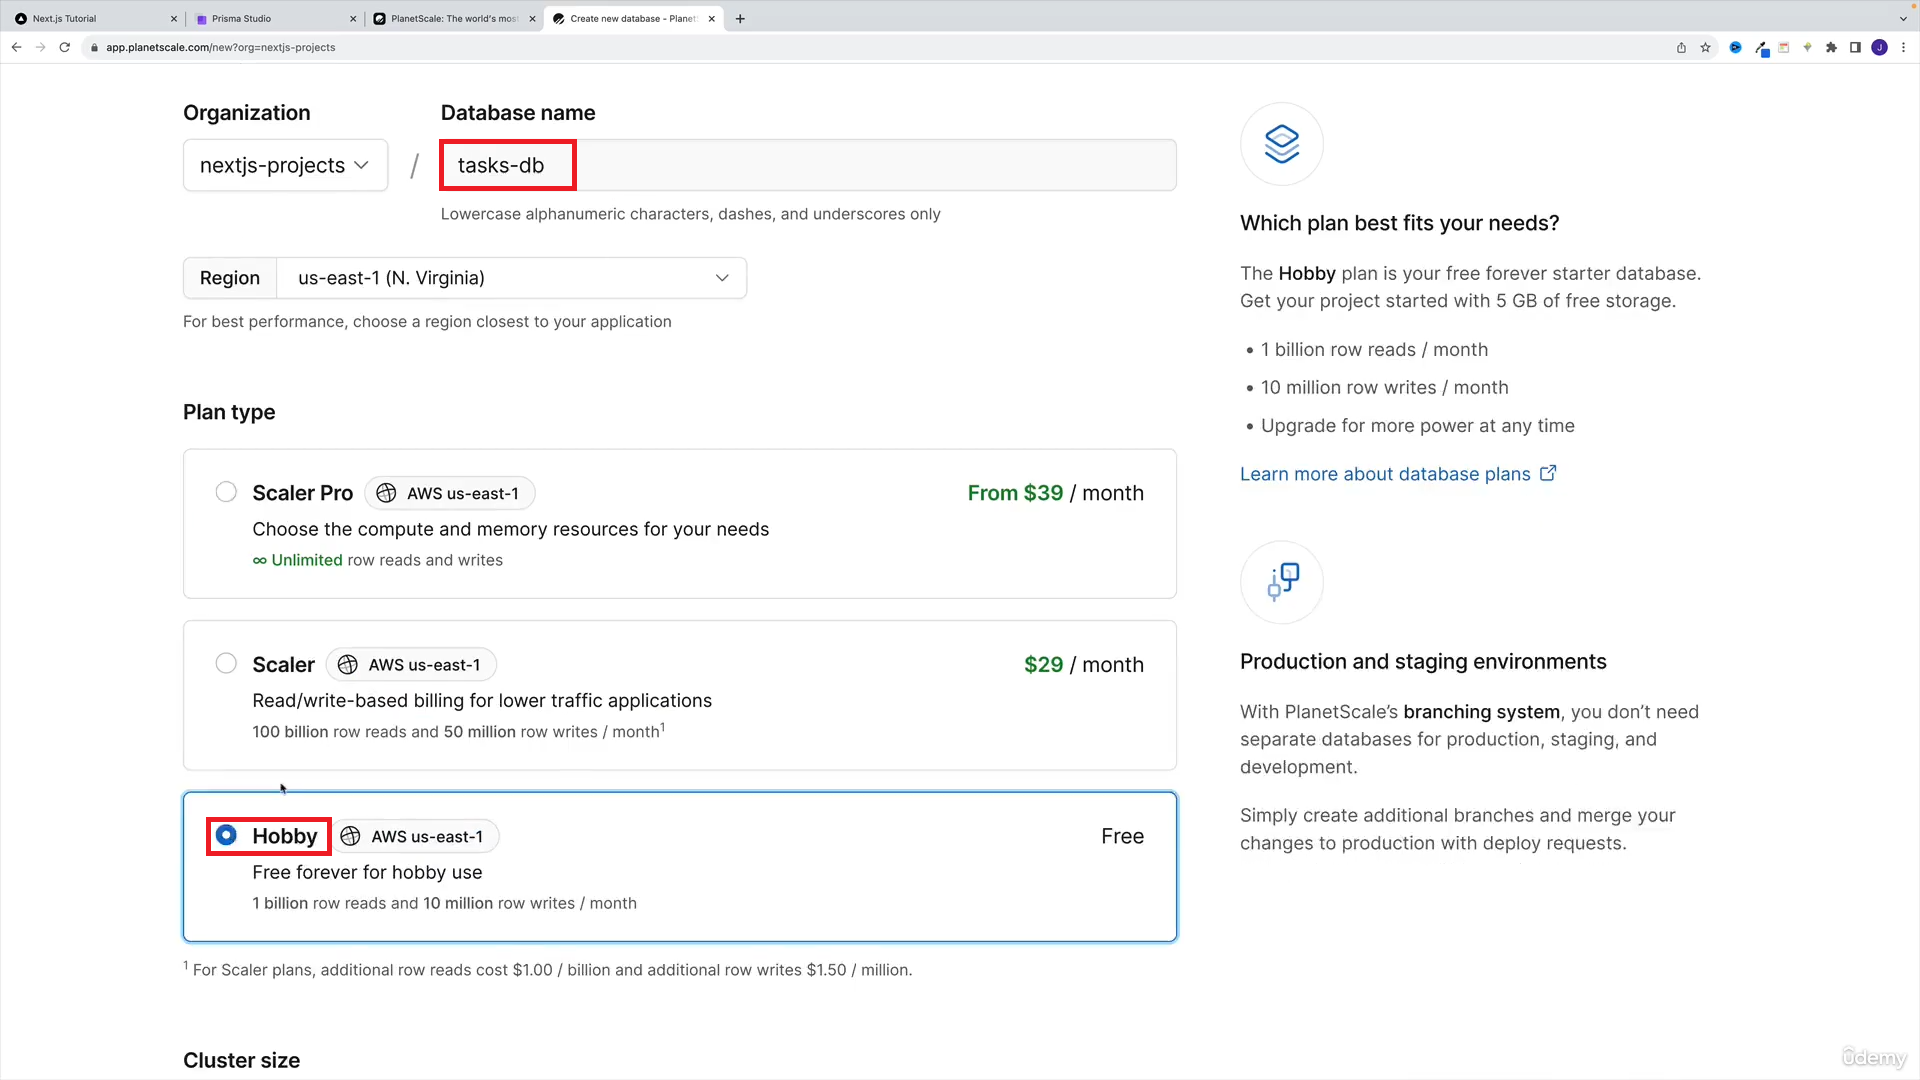 Next.js Tutorial
Prisma Studio
PlanetScale: The world's mos
Create new database - Planet
app.planetscale.com/new?org=nextjs-projects
J
Organization
Database name
nextjs-projects
/
tasks-db
Lowercase alphanumeric characters, dashes, and underscores only
Region
us-east-1 (N. Virginia)
For best performance, choose a region closest to your application
Plan type
Scaler Pro AWS us-east-1 From $39 / month
Choose the compute and memory resources for your needs
∞ Unlimited row reads and writes
Scaler AWS us-east-1 $29 / month
Read/write-based billing for lower traffic applications
100 billion row reads and 50 million row writes / month¹
Hobby AWS us-east-1 Free
Free forever for hobby use
1 billion row reads and 10 million row writes / month
¹ For Scaler plans, additional row reads cost $1.00 / billion and additional row writes $1.50 / million.
Cluster size
Which plan best fits your needs?
The Hobby plan is your free forever starter database.
Get your project started with 5 GB of free storage.
• 1 billion row reads / month
• 10 million row writes / month
• Upgrade for more power at any time
Learn more about database plans
Production and staging environments
With PlanetScale’s branching system, you don’t need
separate databases for production, staging, and
development.
Simply create additional branches and merge your
changes to production with deploy requests.
udemy